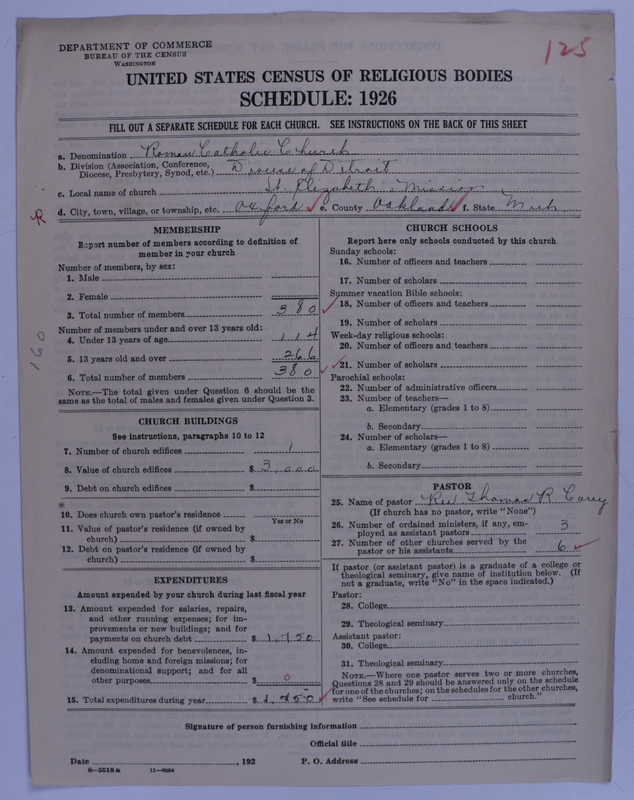 DEPARTMENT OF COMMERCE
BUREAU OF THE CENSUS
WASHINGTON
125
UNITED STATES CENSUS OF RELIGIOUS BODIES
SCHEDULE: 1926
FILL OUT A SEPARATE SCHEDULE FOR EACH CHURCH. SEE INSTRUCTIONS ON THE BACK OF THIS SHEET
a. Denomination Roman Catholic Church
b. Division (Association, Conference, Diocese, Presbytery, Synod, etc.) Diocese of Detroit
c. Local name of church St. Elizabeth Mission
d. City, town, village, or township, etc. Oxford e. County Oakland f. State Mich
R
160
MEMBERSHIP
Report number of members according to definition of
member in your church
Number of members, by sex:
1. Male
2. Female
3. Total number of members 380
Number of members under and over 13 years old:
4. Under 13 years of age 114
5. 13 years old and over 266
6. Total number of members 380
NOTE.—The total given under Question 6 should be the
same as the total of males and females given under Question 3.
CHURCH BUILDINGS
See instructions, paragraphs 10 to 12
7. Number of church edifices 1
8. Value of church edifices $ 3,000
9. Debt on church edifices $
10. Does church own pastor's residence
Yes or No
11. Value of pastor's residence (if owned by
church) $
12. Debt on pastor's residence (if owned by
church) $
EXPENDITURES
Amount expended by your church during last fiscal year
13. Amount expended for salaries, repairs,
and other running expenses; for im-
provements or new buildings; and for
payments on church debt $ 1,750
14. Amount expended for benevolences, in-
cluding home and foreign missions; for
denominational support; and for all
other purposes $ 0
15. Total expenditures during year $ 1,750
CHURCH SCHOOLS
Report here only schools conducted by this church
Sunday schools:
16. Number of officers and teachers
17. Number of scholars
Summer vacation Bible schools:
18. Number of officers and teachers
19. Number of scholars
Week-day religious schools:
20. Number of officers and teachers
21. Number of scholars
Parochial schools:
22. Number of administrative officers
23. Number of teachers—
a. Elementary (grades 1 to 8)
b. Secondary
24. Number of scholars—
a. Elementary (grades 1 to 8)
b. Secondary
PASTOR
25. Name of pastor Rev Thomas R Carey
(If church has no pastor, write "None")
26. Number of ordained ministers, if any, em-
ployed as assistant pastors 3
27. Number of other churches served by the
pastor or his assistants 6
If pastor (or assistant pastor) is a graduate of a college or
theological seminary, give name of institution below. (If
not a graduate, write "No" in the space indicated.)
Pastor:
28. College
29. Theological seminary
Assistant pastor:
30. College
31. Theological seminary
NOTE.—Where one pastor serves two or more churches,
Questions 28 and 29 should be answered only on the schedule
for one of the churches; on the schedules for the other churches,
write "See schedule for church."
Signature of person furnishing information
Official title
Date , 192 P. O. Address
8—5518 a 11—9034